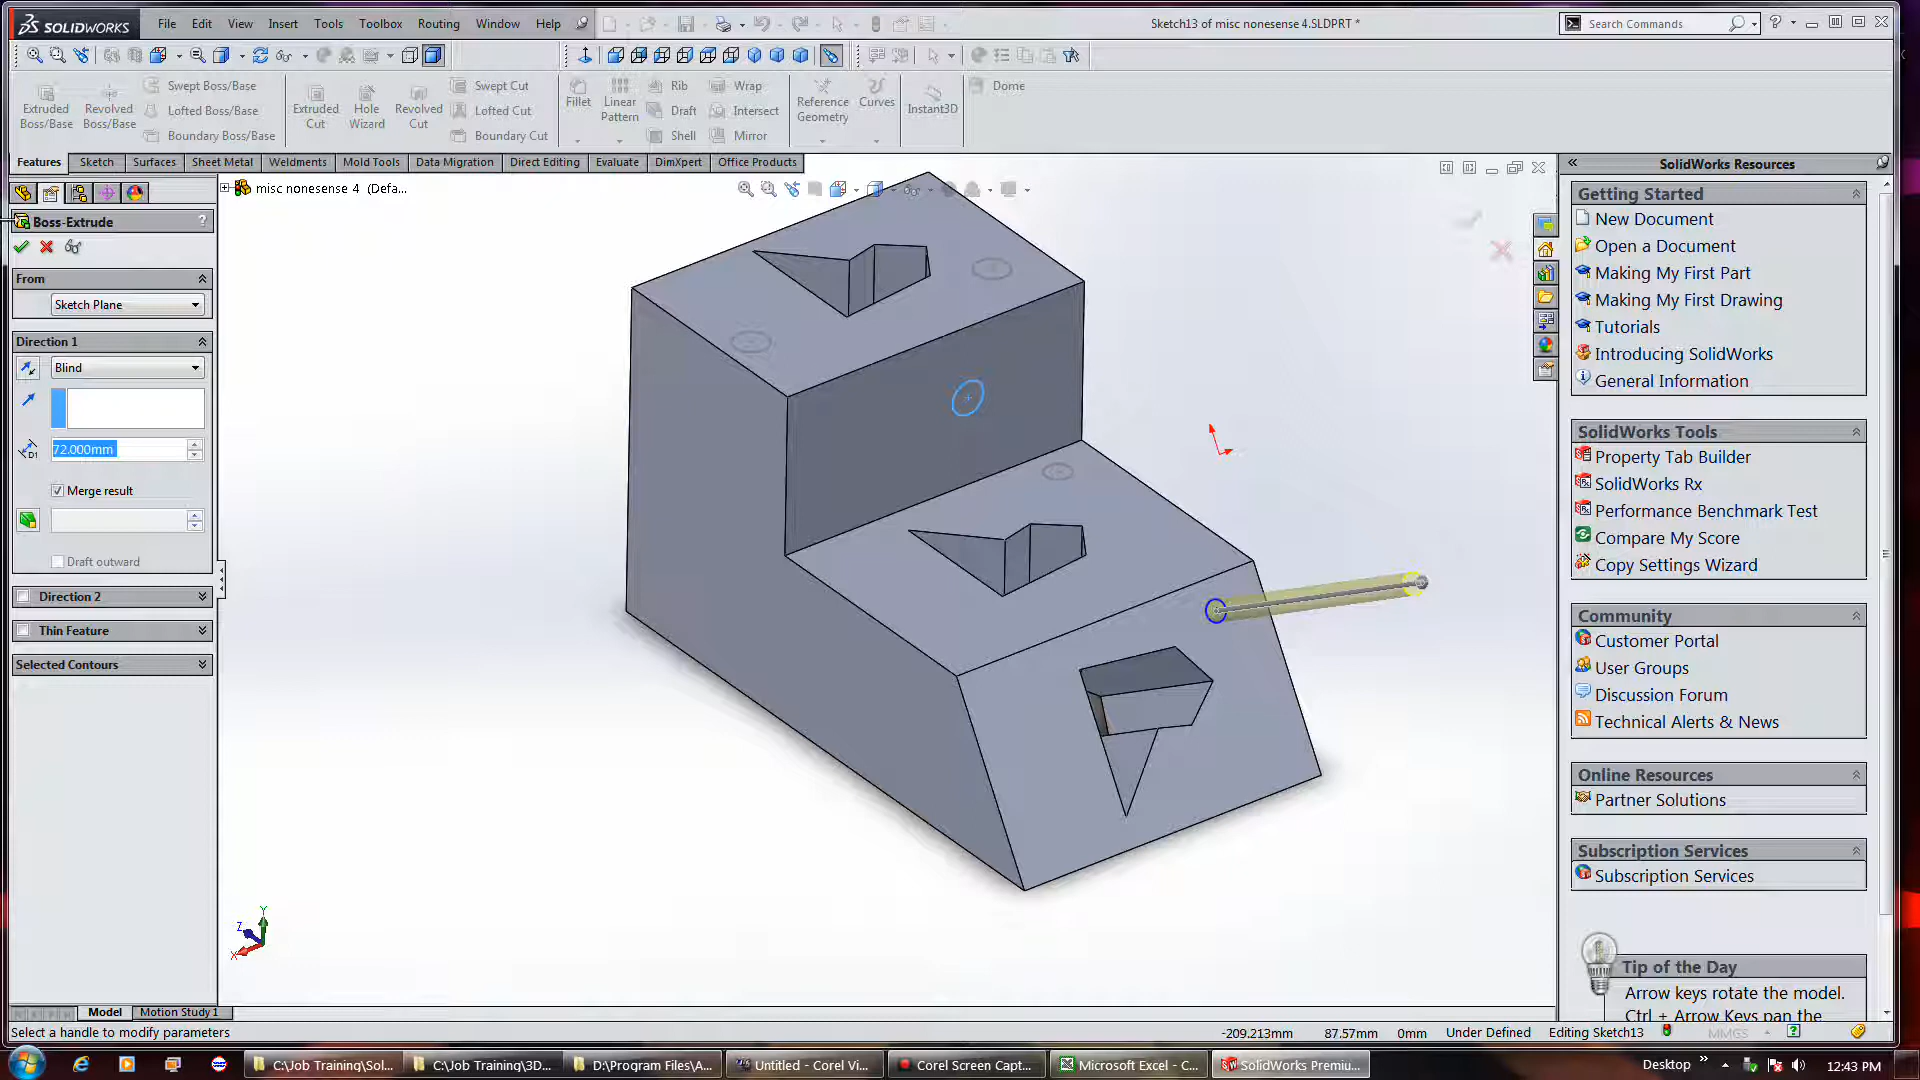 SOLIDWORKS
File Edit View Insert Tools Toolbox Routing Window Help
Sketch13 of misc nonesense 4.SLDPRT *
Search Commands
Extruded Boss/Base
Revolved Boss/Base
Swept Boss/Base
Lofted Boss/Base
Boundary Boss/Base
Extruded Cut
Hole Wizard
Revolved Cut
Swept Cut
Lofted Cut
Boundary Cut
Fillet
Linear Pattern
Rib
Draft
Shell
Wrap
Intersect
Mirror
Reference Geometry
Curves
Instant3D
Dome
Features Sketch Surfaces Sheet Metal Weldments Mold Tools Data Migration Direct Editing Evaluate DimXpert Office Products
misc nonesense 4 (Defa...
Boss-Extrude ?
From
Sketch Plane
Direction 1
Blind
D1
72.000mm
Merge result
Draft outward
Direction 2
Thin Feature
Selected Contours
Y
Z
X
SolidWorks Resources
Getting Started
New Document
Open a Document
Making My First Part
Making My First Drawing
Tutorials
Introducing SolidWorks
General Information
SolidWorks Tools
Property Tab Builder
SolidWorks Rx
Performance Benchmark Test
Compare My Score
Copy Settings Wizard
Community
Customer Portal
User Groups
Discussion Forum
Technical Alerts & News
Online Resources
Partner Solutions
Subscription Services
Subscription Services
Tip of the Day
Arrow keys rotate the model.
Ctrl + Arrow Keys pan the
Model Motion Study 1
Select a handle to modify parameters
-209.213mm 87.57mm 0mm Under Defined Editing Sketch13 MMGS
C:\Job Training\Sol... C:\Job Training\3D... D:\Program Files\A... Untitled - Corel Vi... Corel Screen Capt... Microsoft Excel - C... SolidWorks Premiu... Desktop » 12:43 PM